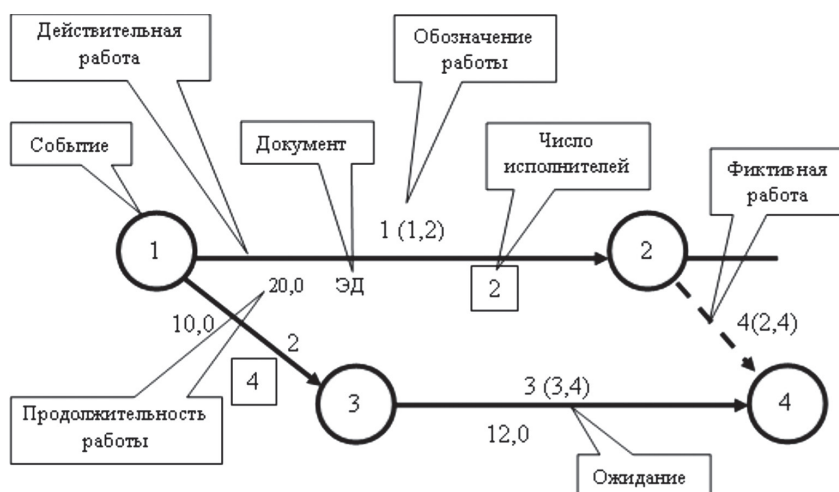 Действительная
работа
Обозначение
работы
Событие
Документ
Число
исполнителей
Фиктивная
работа
1 (1,2)
1
2
20,0
ЭД
2
10,0
2
4(2,4)
4
3
3 (3,4)
4
Продолжительность
работы
12,0
Ожидание